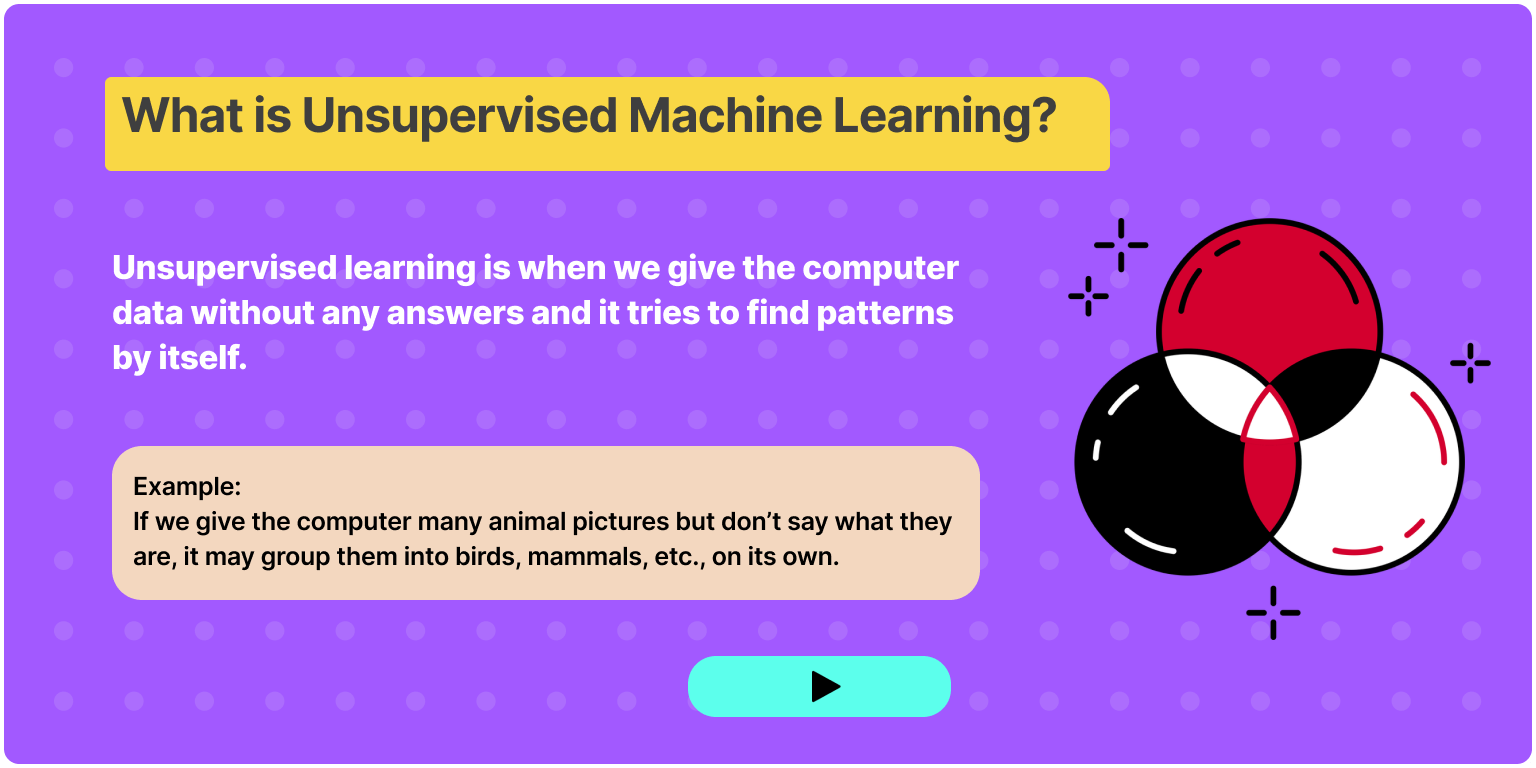 What is Unsupervised Machine Learning?
Unsupervised learning is when we give the computer
data without any answers and it tries to find patterns
by itself.
Example:
If we give the computer many animal pictures but don’t say what they
are, it may group them into birds, mammals, etc., on its own.